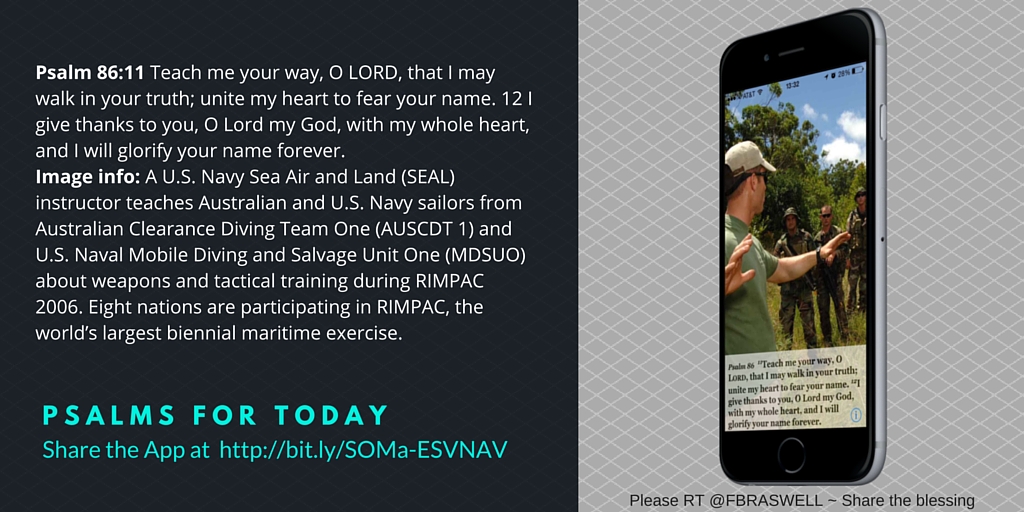 Psalm 86:11 Teach me your way, O LORD, that I may
walk in your truth; unite my heart to fear your name. 12 I
give thanks to you, O Lord my God, with my whole heart,
and I will glorify your name forever.
Image info: A U.S. Navy Sea Air and Land (SEAL)
instructor teaches Australian and U.S. Navy sailors from
Australian Clearance Diving Team One (AUSCDT 1) and
U.S. Naval Mobile Diving and Salvage Unit One (MDSUO)
about weapons and tactical training during RIMPAC
2006. Eight nations are participating in RIMPAC, the
world’s largest biennial maritime exercise.
PSALMS FOR TODAY
Share the App at http://bit.ly/SOMa-ESVNAV
AT&T 13:32 28%
Psalm 86 ¹¹Teach me your way, O
LORD, that I may walk in your truth;
unite my heart to fear your name. ¹²I
give thanks to you, O Lord my God,
with my whole heart, and I will
glorify your name forever.
Please RT @FBRASWELL ~ Share the blessing